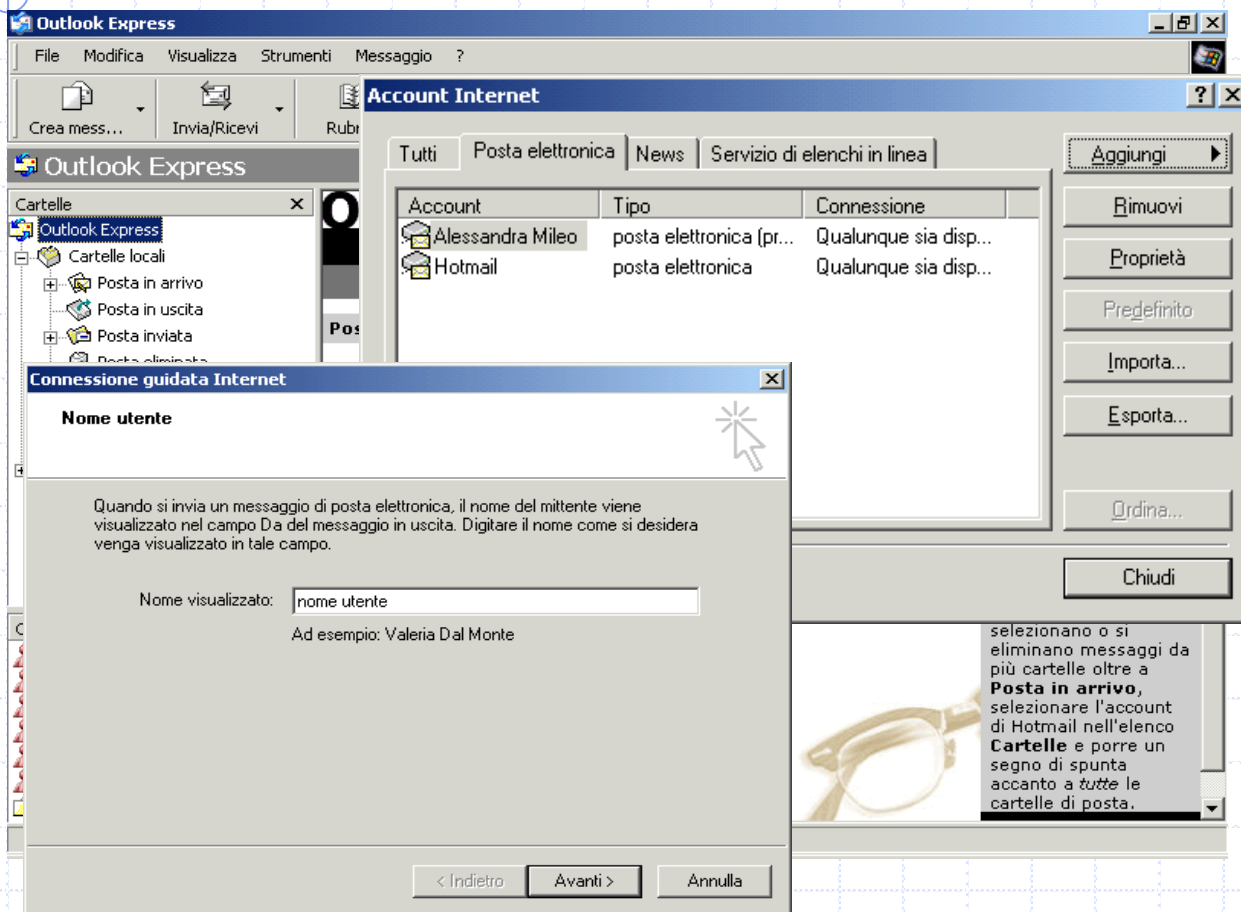 Outlook Express
File Modifica Visualizza Strumenti Messaggio ?
Crea mess... Invia/Ricevi Rubr
Outlook Express
Cartelle
Outlook Express
Cartelle locali
Posta in arrivo
Posta in uscita
Posta inviata
Posta eliminata
O
Pos
Account Internet
Tutti Posta elettronica News Servizio di elenchi in linea
Account Tipo Connessione
Alessandra Mileo posta elettronica (pr... Qualunque sia disp...
Hotmail posta elettronica Qualunque sia disp...
Aggiungi
Rimuovi
Proprietà
Predefinito
Importa...
Esporta...
Ordina...
Chiudi
Connessione guidata Internet
Nome utente
Quando si invia un messaggio di posta elettronica, il nome del mittente viene
visualizzato nel campo Da del messaggio in uscita. Digitare il nome come si desidera
venga visualizzato in tale campo.
Nome visualizzato: nome utente
Ad esempio: Valeria Dal Monte
< Indietro Avanti > Annulla
selezionano o si
eliminano messaggi da
più cartelle oltre a
Posta in arrivo,
selezionare l'account
di Hotmail nell'elenco
Cartelle e porre un
segno di spunta
accanto a tutte le
cartelle di posta.